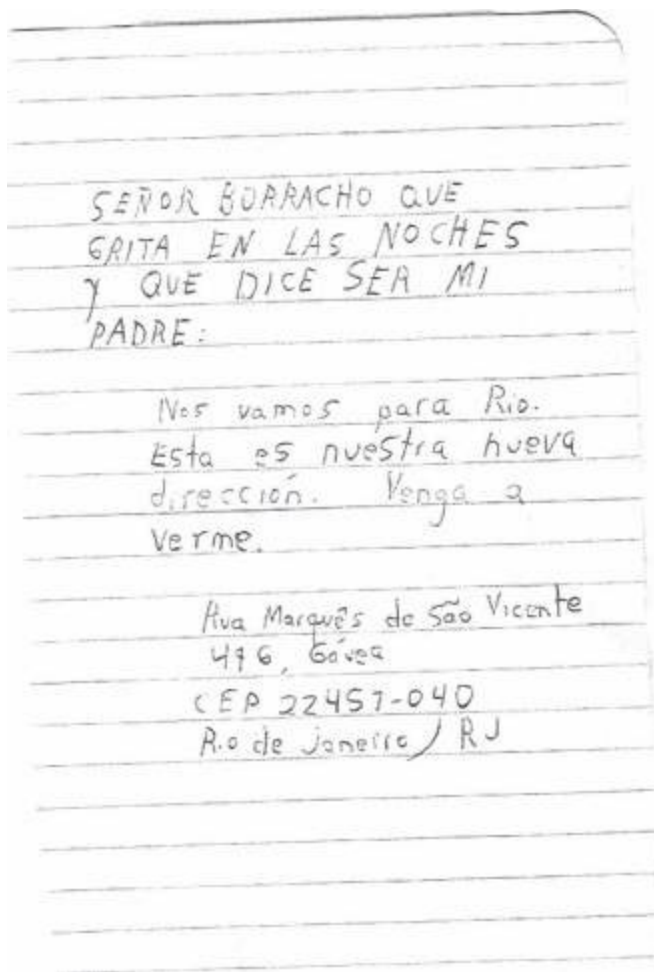 SEÑOR BORRACHO QUE
GRITA EN LAS NOCHES
Y QUE DICE SER MI
PADRE:
Nos vamos para Rio.
Esta es nuestra nueva
dirección. Venga a
verme.
Rua Marquês de São Vicente
496, Gávea
CEP 22451-040
Rio de Janeiro / RJ